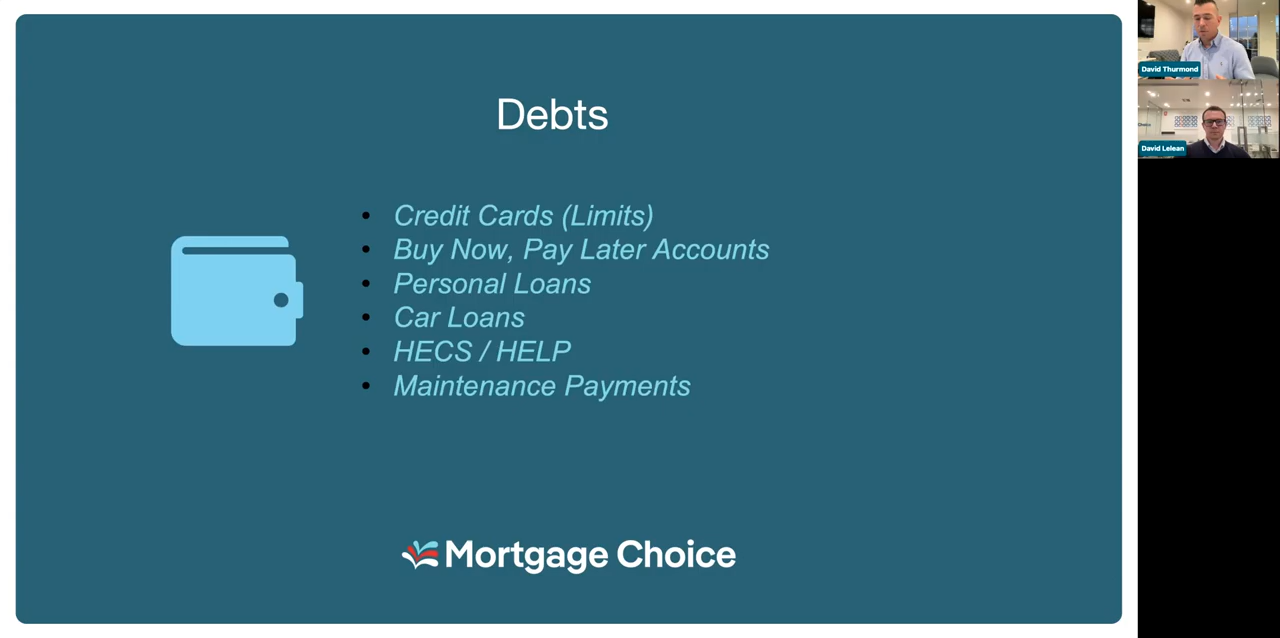 Debts
• Credit Cards (Limits)
• Buy Now, Pay Later Accounts
• Personal Loans
• Car Loans
• HECS / HELP
• Maintenance Payments
Mortgage Choice
David Thurmond
David Lelean